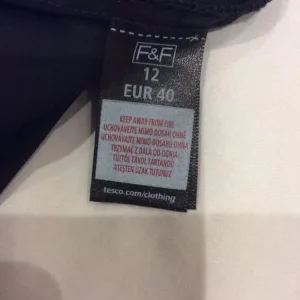 F&F
12
EUR 40
KEEP AWAY FROM FIRE
UCHOVÁVEJTE MIMO DOSAH OHNĚ
UCHOVÁVAJTE MIMO DOSAHU OHŇA
TRZYMAĆ Z DALA OD OGNIA
TŰZTŐL TÁVOL TARTANDÓ
ATEŞTEN UZAK TUTUNUZ
tesco.com/clothing